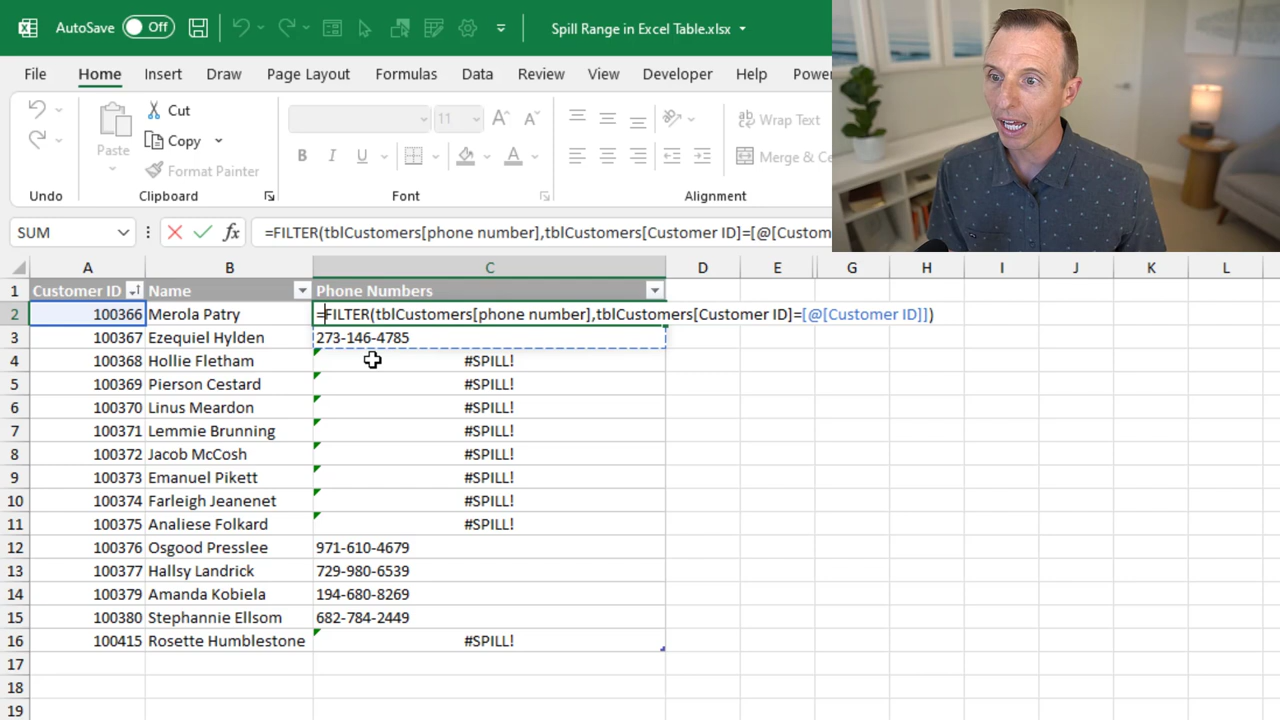 AutoSave Off Spill Range in Excel Table.xlsx
File Home Insert Draw Page Layout Formulas Data Review View Developer Help Power
Cut
Copy
Format Painter
Paste
11 A A
B I U A
ab Wrap Text
Merge & Ce
Undo Clipboard Font Alignment
SUM fx =FILTER(tblCustomers[phone number],tblCustomers[Customer ID]=[@[Custom
A B C D E G H I J K L
1 Customer ID Name Phone Numbers
2 100366 Merola Patry =FILTER(tblCustomers[phone number],tblCustomers[Customer ID]=[@[Customer ID]])
3 100367 Ezequiel Hylden 273-146-4785
4 100368 Hollie Fletham #SPILL!
5 100369 Pierson Cestard #SPILL!
6 100370 Linus Meardon #SPILL!
7 100371 Lemmie Brunning #SPILL!
8 100372 Jacob McCosh #SPILL!
9 100373 Emanuel Pikett #SPILL!
10 100374 Farleigh Jeanenet #SPILL!
11 100375 Analiese Folkard #SPILL!
12 100376 Osgood Presslee 971-610-4679
13 100377 Hallsy Landrick 729-980-6539
14 100379 Amanda Kobiela 194-680-8269
15 100380 Stephannie Ellsom 682-784-2449
16 100415 Rosette Humblestone #SPILL!
17
18
19